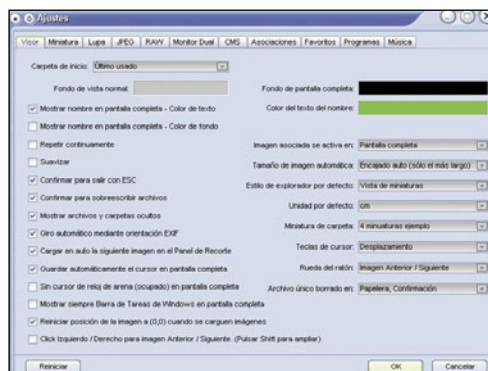 Ajustes
Visor Miniatura Lupa JPEG RAW Monitor Dual CMS Asociaciones Favoritos Programas Música
Carpeta de inicio: Último usado
Fondo de vista normal:
Fondo de pantalla completa:
Mostrar nombre en pantalla completa - Color de texto
Color del texto del nombre:
Mostrar nombre en pantalla completa - Color de fondo
Repetir continuamente
Imagen asociada se activa en: Pantalla completa
Suavizar
Tamaño de imagen automática: Encajado auto (sólo el más largo)
Confirmar para salir con ESC
Estilo de explorador por defecto: Vista de miniaturas
Confirmar para sobreescribir archivos
Unidad por defecto: cm
Mostrar archivos y carpetas ocultos
Miniatura de carpeta: 4 minuaturas ejemplo
Giro automático mediante orientación EXIF
Teclas de cursor: Desplazamiento
Cargar en auto la siguiente imagen en el Panel de Recorte
Guardar automáticamente el cursor en pantalla completa
Rueda del ratón: Imagen Anterior / Siguiente
Sin cursor de reloj de arena (ocupado) en pantalla completa
Archivo único borrado en: Papelera, Confirmación
Mostrar siempre Barra de Tareas de Windows en pantalla completa
Reiniciar posición de la imagen a (0,0) cuando se carguen imágenes
Click Izquierdo / Derecho para imagen Anterior / Siguiente. (Pulsar Shift para ampliar)
Reiniciar OK Cancelar